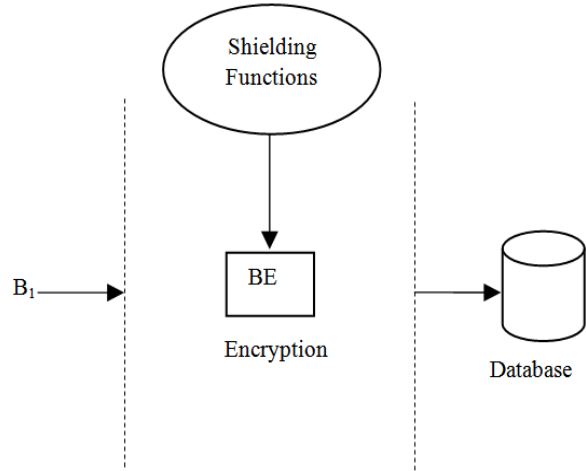 Shielding
Functions
B₁
BE
Encryption
Database